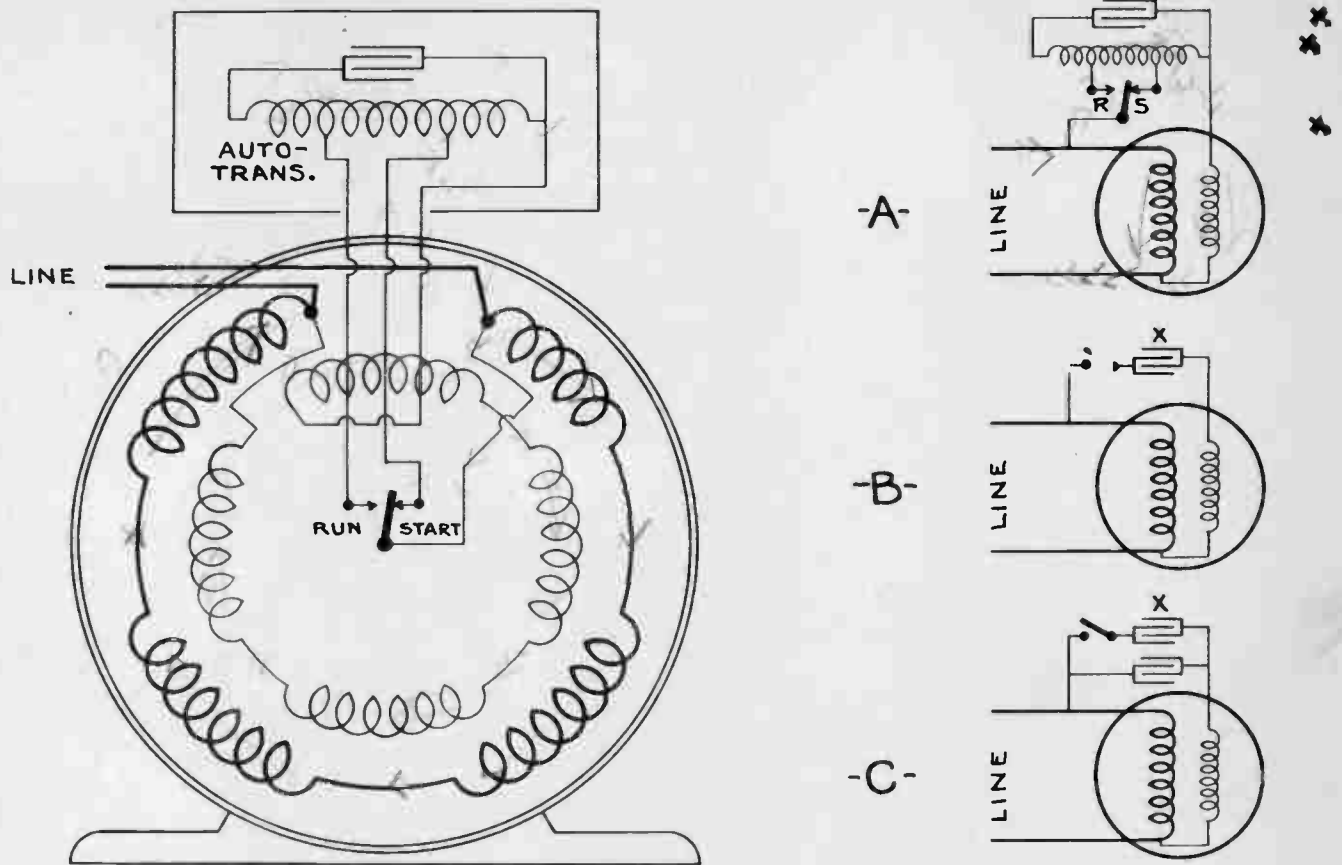 AUTO-
TRANS.
LINE
RUN
START
R
S
LINE
-A-
X
LINE
-B-
X
LINE
-C-